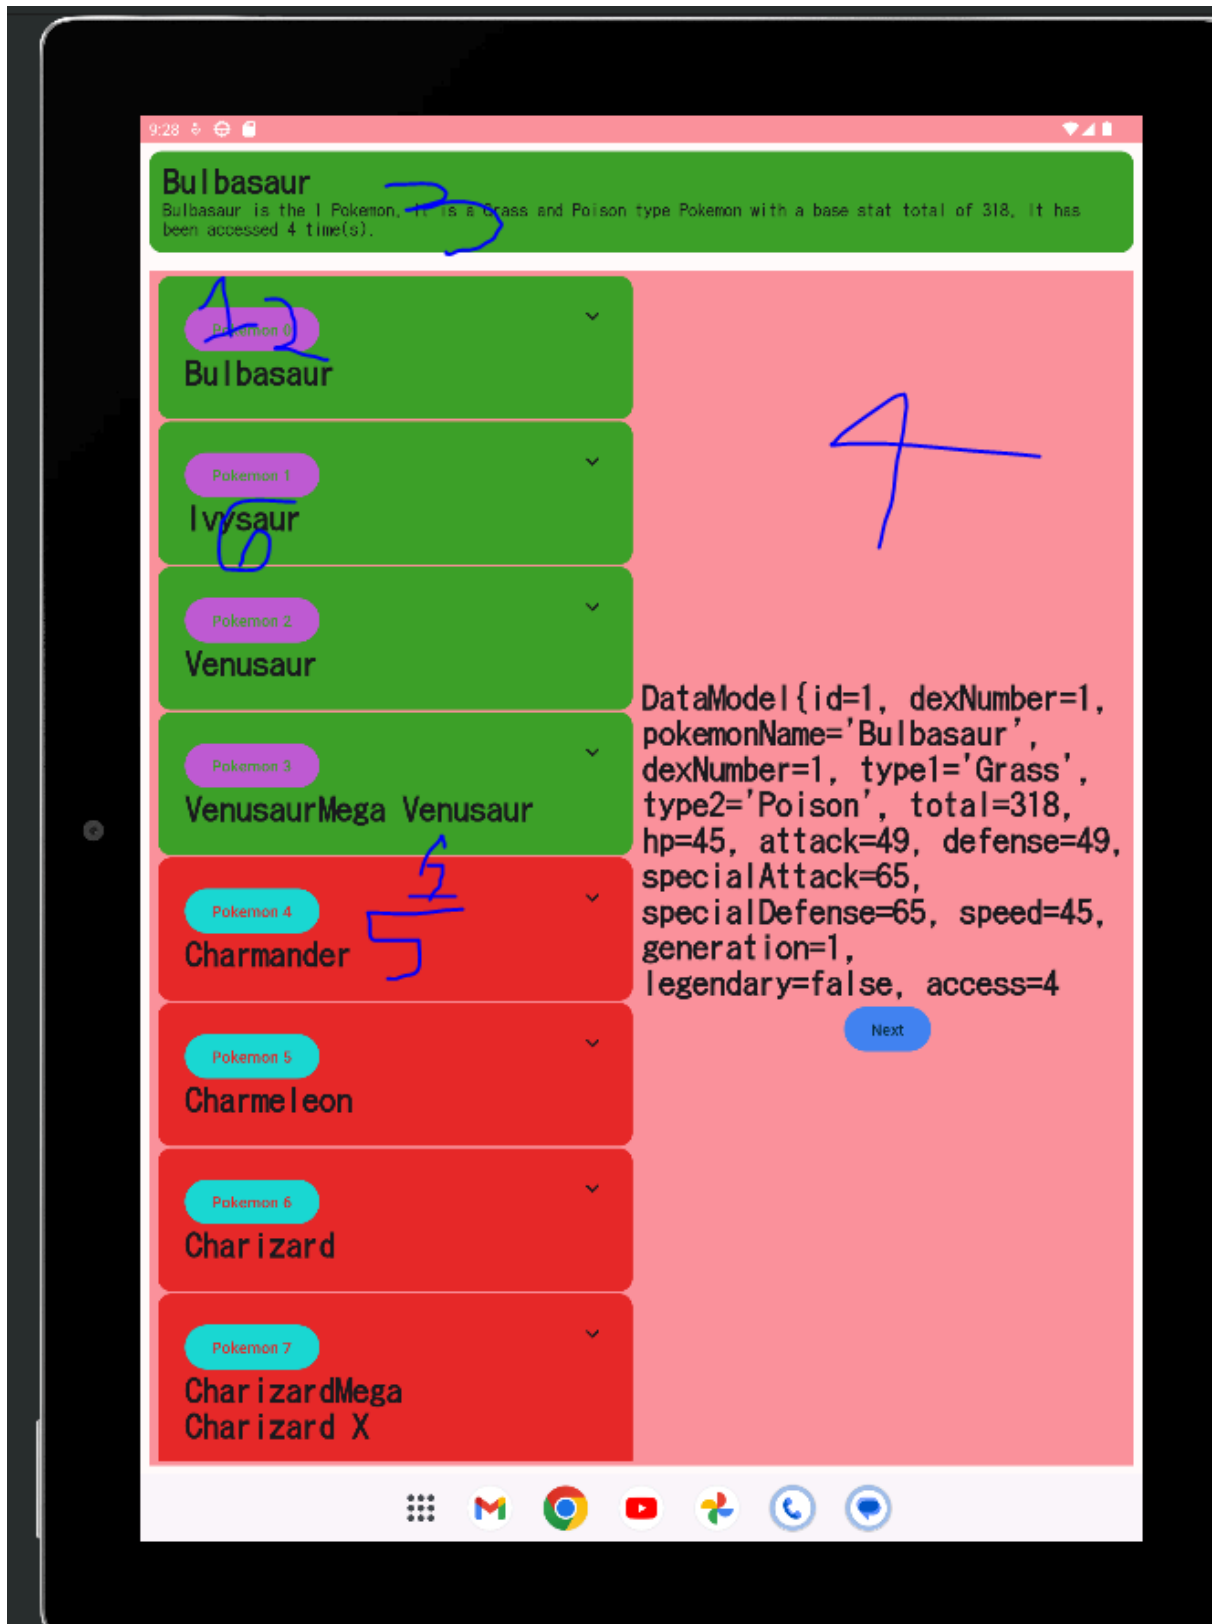 9:28
Bulbasaur
Bulbasaur is the 1 Pokemon, It is a Grass and Poison type Pokemon with a base stat total of 318, It has
been accessed 4 time(s).
3
1 2
Pokemon 0
Bulbasaur
4
Pokemon 1
Ivysaur
6
Pokemon 2
Venusaur
Pokemon 3
VenusaurMega Venusaur
DataModel{id=1, dexNumber=1,
pokemonName='Bulbasaur',
dexNumber=1, type1='Grass',
type2='Poison', total=318,
hp=45, attack=49, defense=49,
specialAttack=65,
specialDefense=65, speed=45,
generation=1,
legendary=false, access=4
Next
Pokemon 4
Charmander
5
Pokemon 5
Charmeleon
Pokemon 6
Charizard
Pokemon 7
CharizardMega
Charizard X